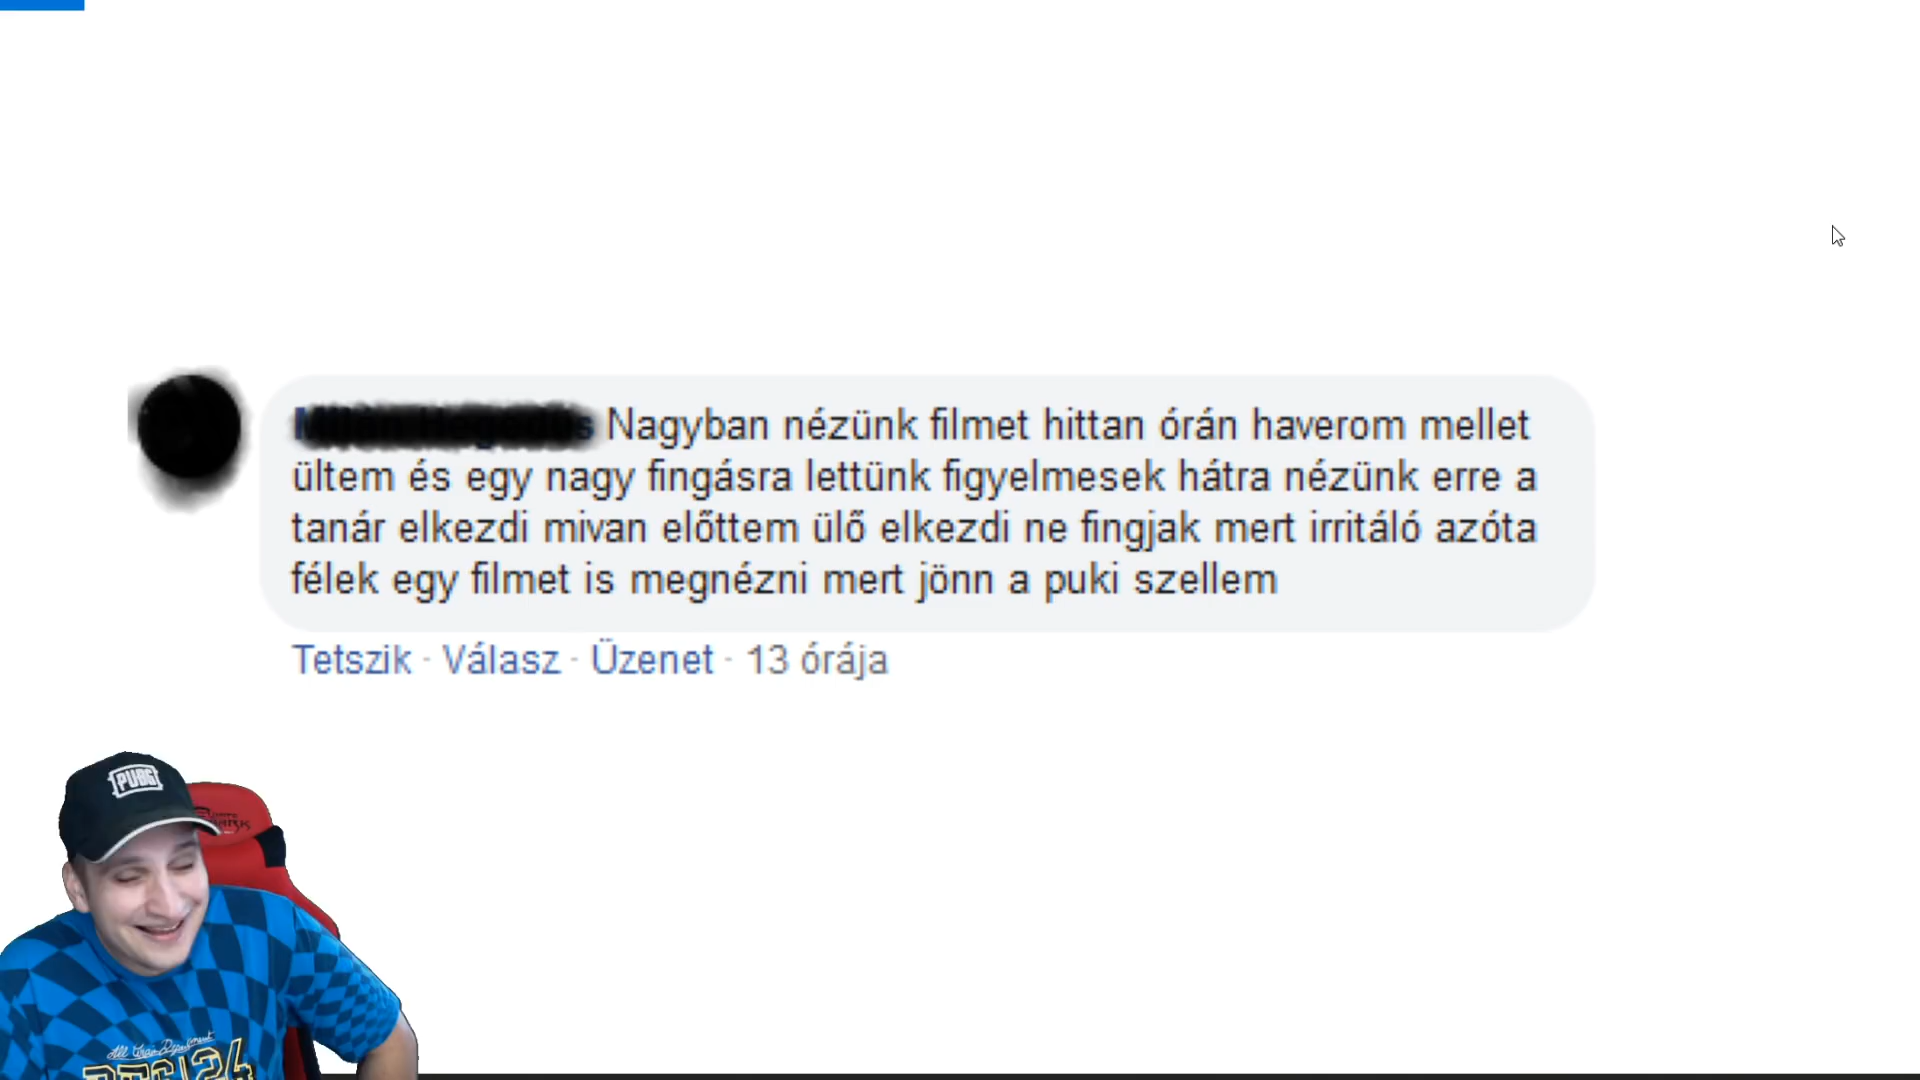 Nagyban nézünk filmet hittan órán haverom mellet
ültem és egy nagy fingásra lettünk figyelmesek hátra nézünk erre a
tanár elkezdi mivan előttem ülő elkezdi ne fingjak mert irritáló azóta
félek egy filmet is megnézni mert jönn a puki szellem
Tetszik · Válasz · Üzenet · 13 órája
PUBG